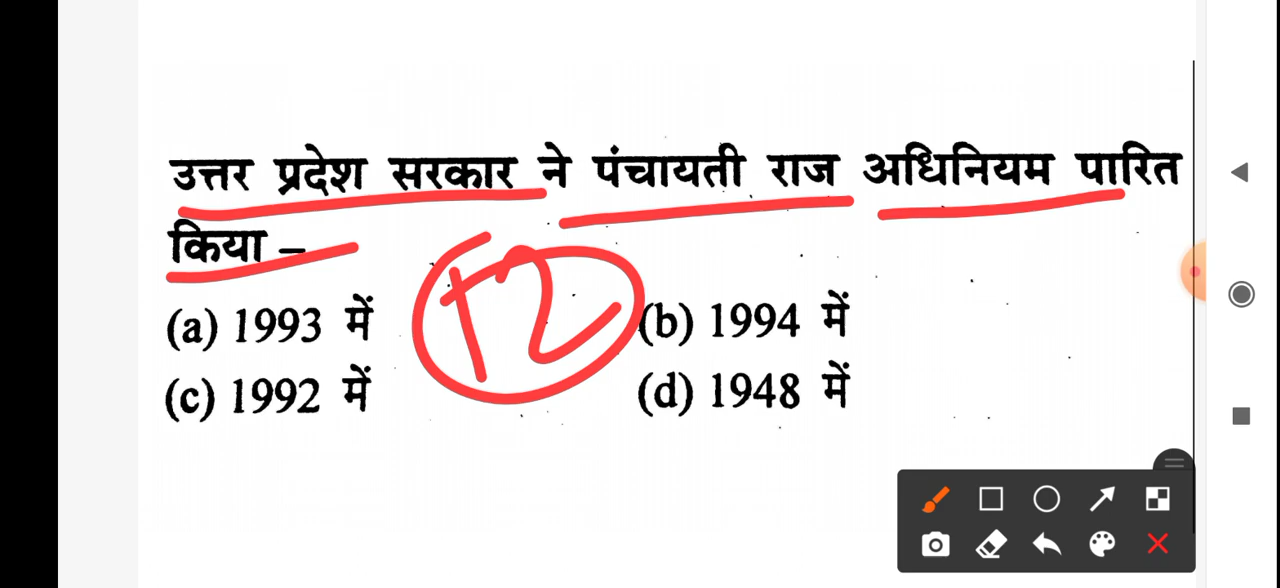 उत्तर प्रदेश सरकार ने पंचायती राज अधिनियम पारित
किया –
12
(a) 1993 में (b) 1994 में
(c) 1992 में (d) 1948 में